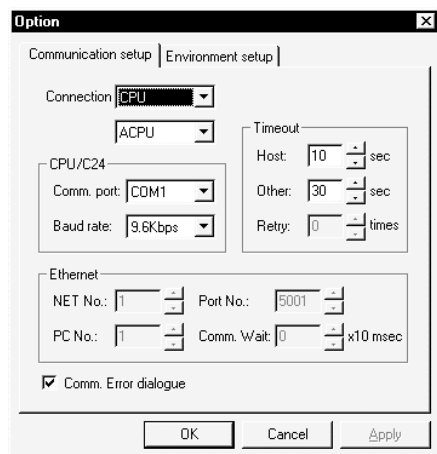 Option
Communication setup Environment setup
Connection CPU
ACPU
Timeout
Host: 10 sec
CPU/C24
Comm. port: COM1
Other: 30 sec
Baud rate: 9.6Kbps
Retry: 0 times
Ethernet
NET No.: 1 Port No.: 5001
PC No.: 1 Comm. Wait: 0 x10 msec
Comm. Error dialogue
OK Cancel Apply